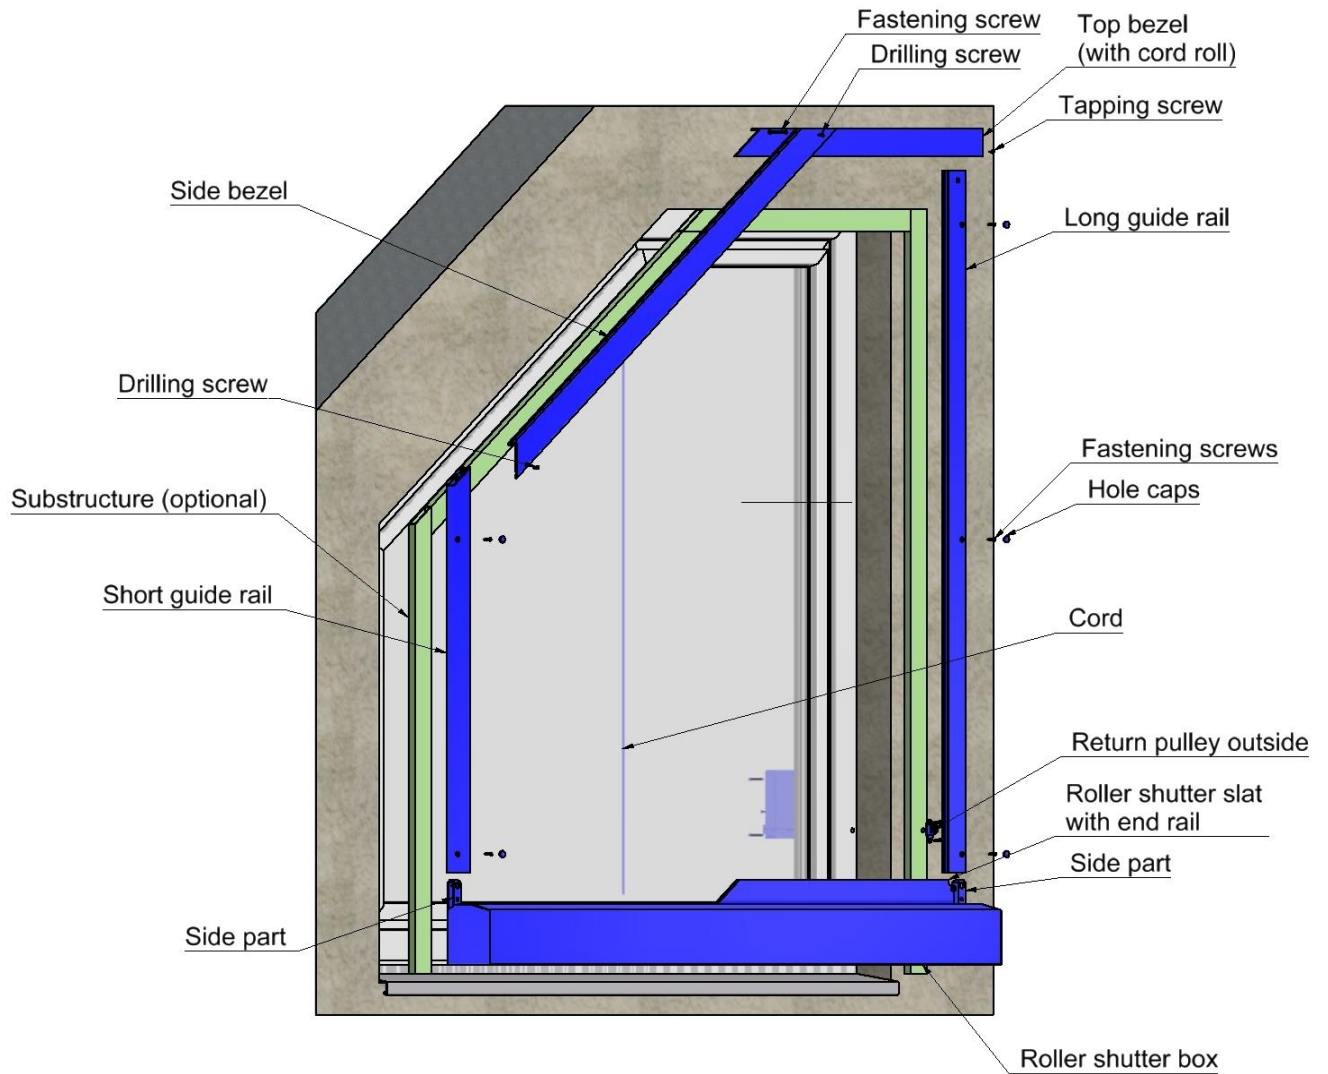 Fastening screw
Drilling screw
Top bezel
(with cord roll)
Tapping screw
Side bezel
Long guide rail
Drilling screw
Fastening screws
Hole caps
Substructure (optional)
Short guide rail
Cord
Return pulley outside
Roller shutter slat
with end rail
Side part
Side part
Roller shutter box